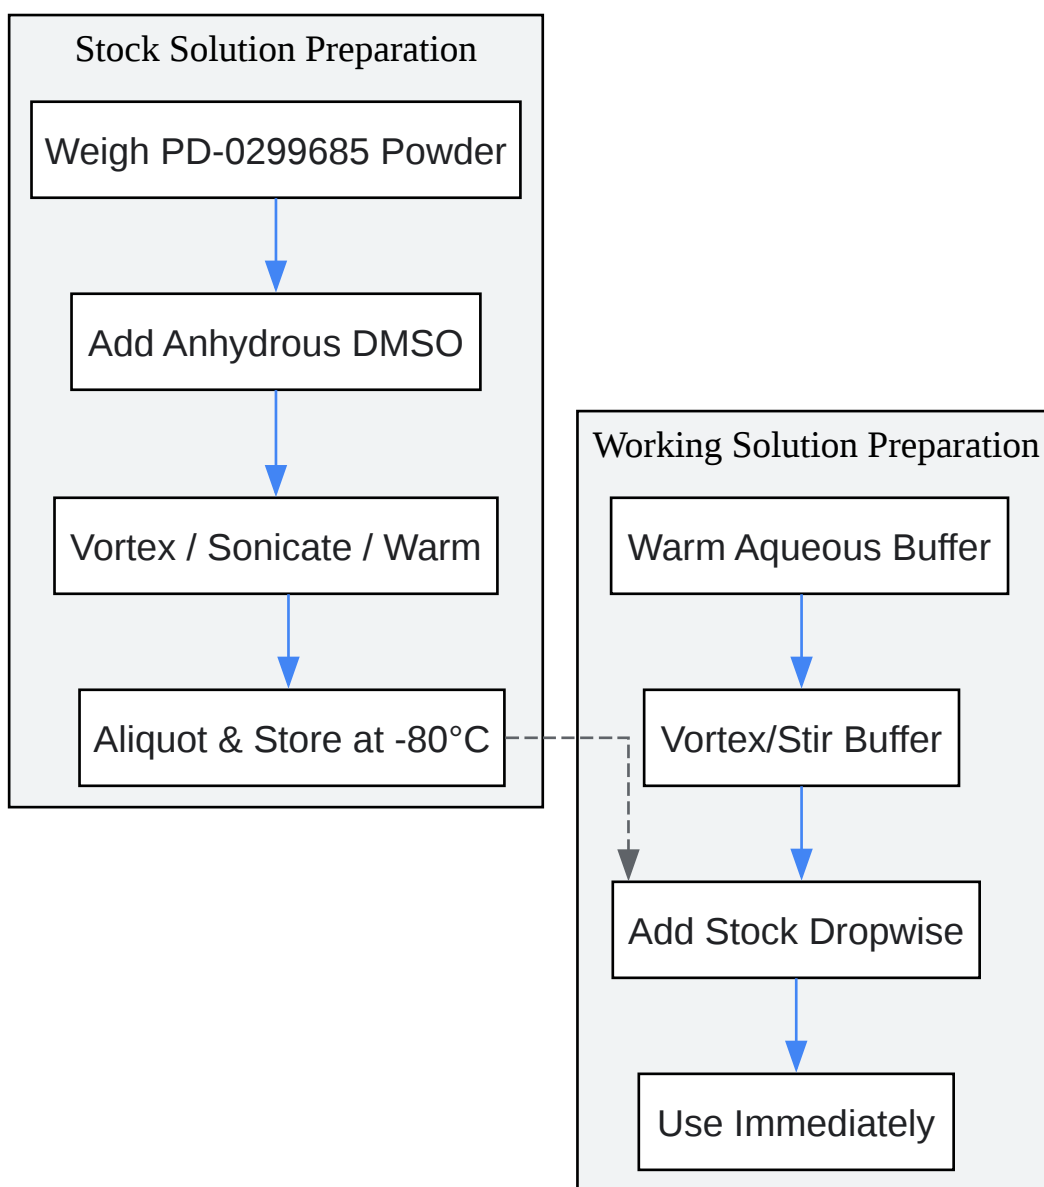 Stock Solution Preparation
Weigh PD-0299685 Powder
Add Anhydrous DMSO
Vortex / Sonicate / Warm
Aliquot & Store at -80°C
Working Solution Preparation
Warm Aqueous Buffer
Vortex/Stir Buffer
Add Stock Dropwise
Use Immediately